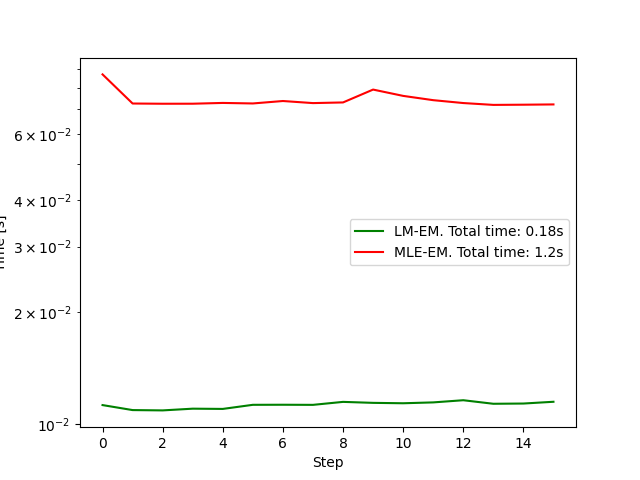 6 × 10⁻²
4 × 10⁻²
3 × 10⁻²
2 × 10⁻²
10⁻²
LM-EM. Total time: 0.18s
MLE-EM. Total time: 1.2s
0 2 4 6 8 10 12 14
Step